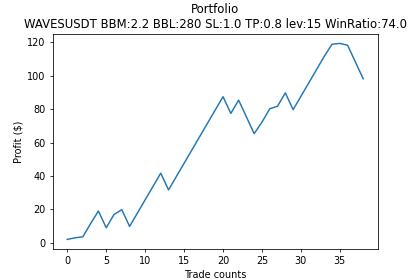 Portfolio
WAVESUSDT BBM:2.2 BBL:280 SL:1.0 TP:0.8 lev:15 WinRatio:74.0
120
100
80
60
40
20
0
Profit ($)
0 5 10 15 20 25 30 35
Trade counts